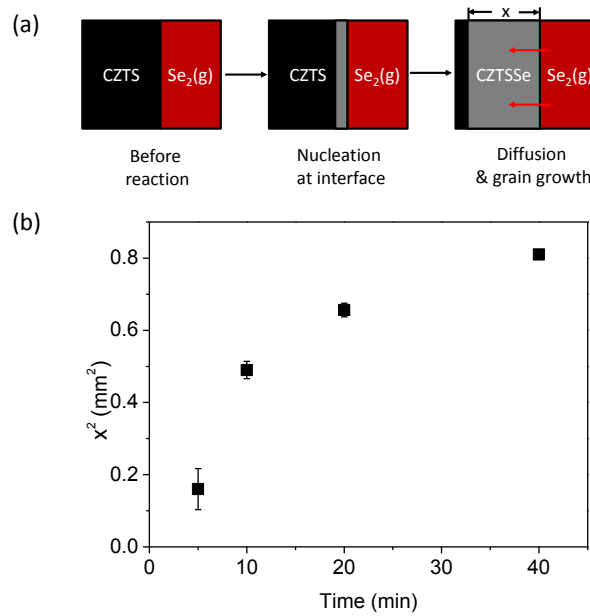 (a)
x
CZTS
Se₂(g)
CZTS
Se₂(g)
CZTSSe
Se₂(g)
Before
reaction
Nucleation
at interface
Diffusion
& grain growth
(b)
0.8
0.6
0.4
0.2
0.0
x² (mm²)
0
10
20
30
40
Time (min)